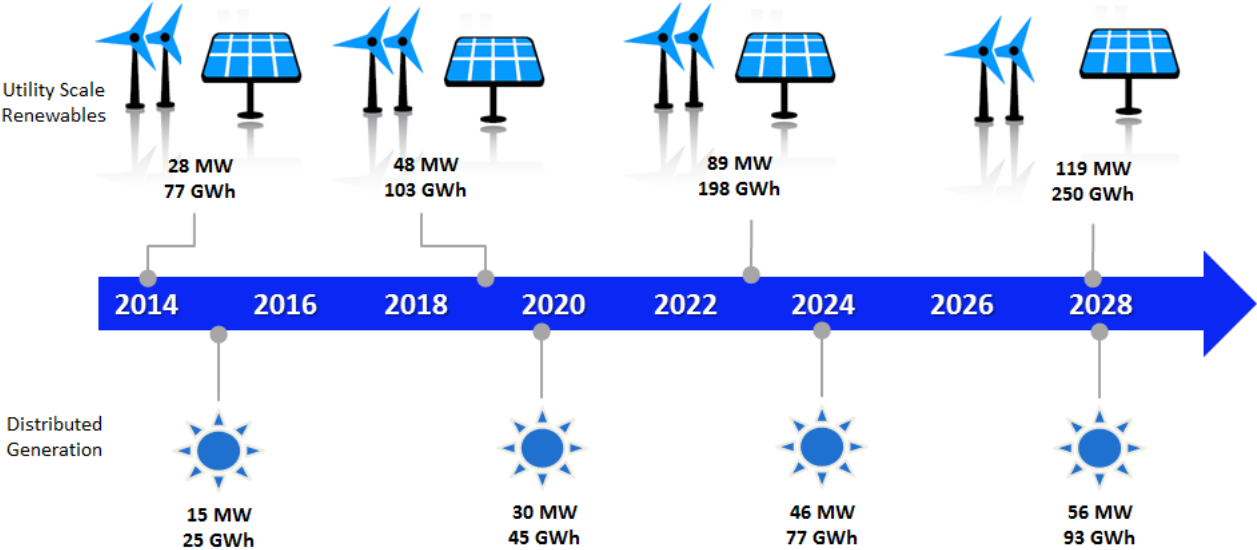 Utility Scale
Renewables
28 MW
77 GWh
48 MW
103 GWh
89 MW
198 GWh
119 MW
250 GWh
2014 2016 2018 2020 2022 2024 2026 2028
Distributed
Generation
15 MW
25 GWh
30 MW
45 GWh
46 MW
77 GWh
56 MW
93 GWh